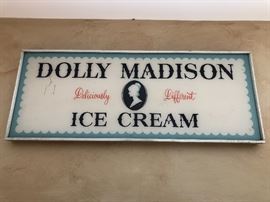 DOLLY MADISON
Deliciously Different
ICE CREAM